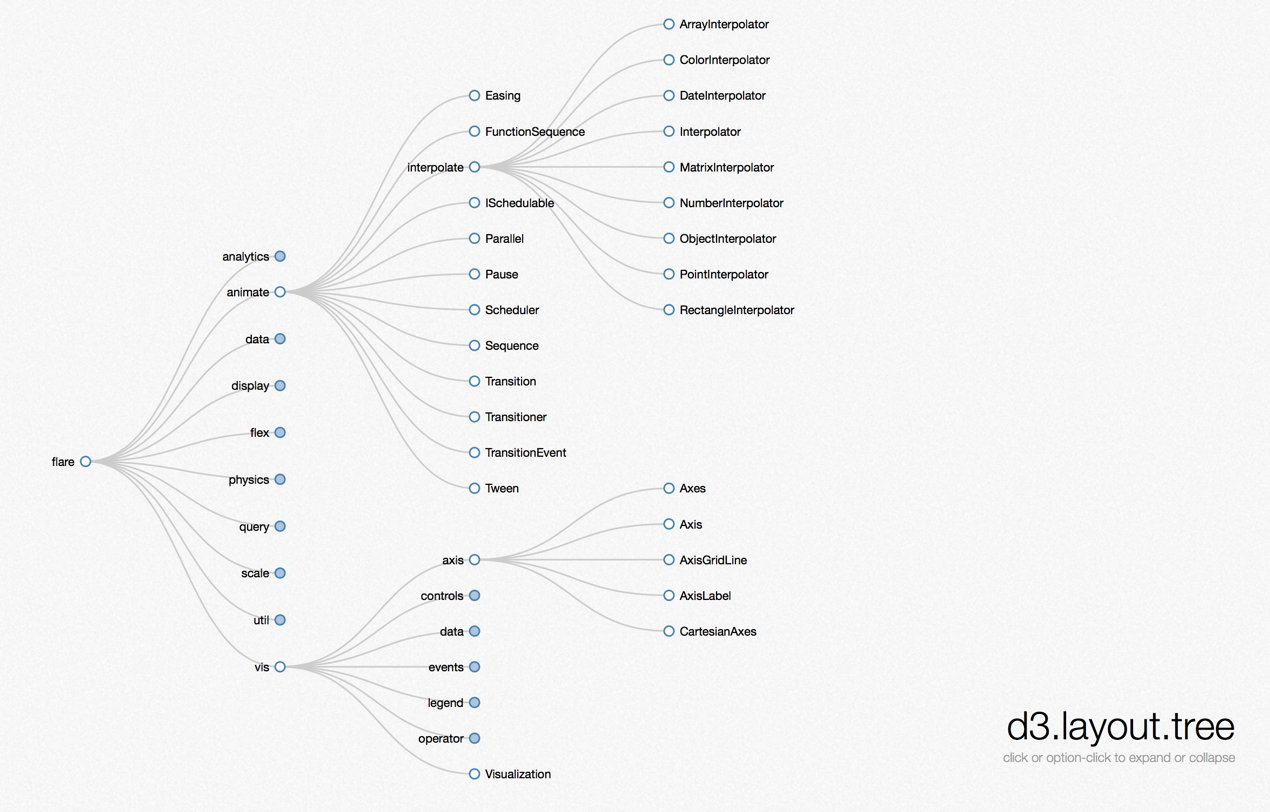 flare
analytics
animate
data
display
flex
physics
query
scale
util
vis
Easing
FunctionSequence
interpolate
ISchedulable
Parallel
Pause
Scheduler
Sequence
Transition
Transitioner
TransitionEvent
Tween
axis
controls
data
events
legend
operator
Visualization
ArrayInterpolator
ColorInterpolator
DateInterpolator
Interpolator
MatrixInterpolator
NumberInterpolator
ObjectInterpolator
PointInterpolator
RectangleInterpolator
Axes
Axis
AxisGridLine
AxisLabel
CartesianAxes
d3.layout.tree
click or option-click to expand or collapse